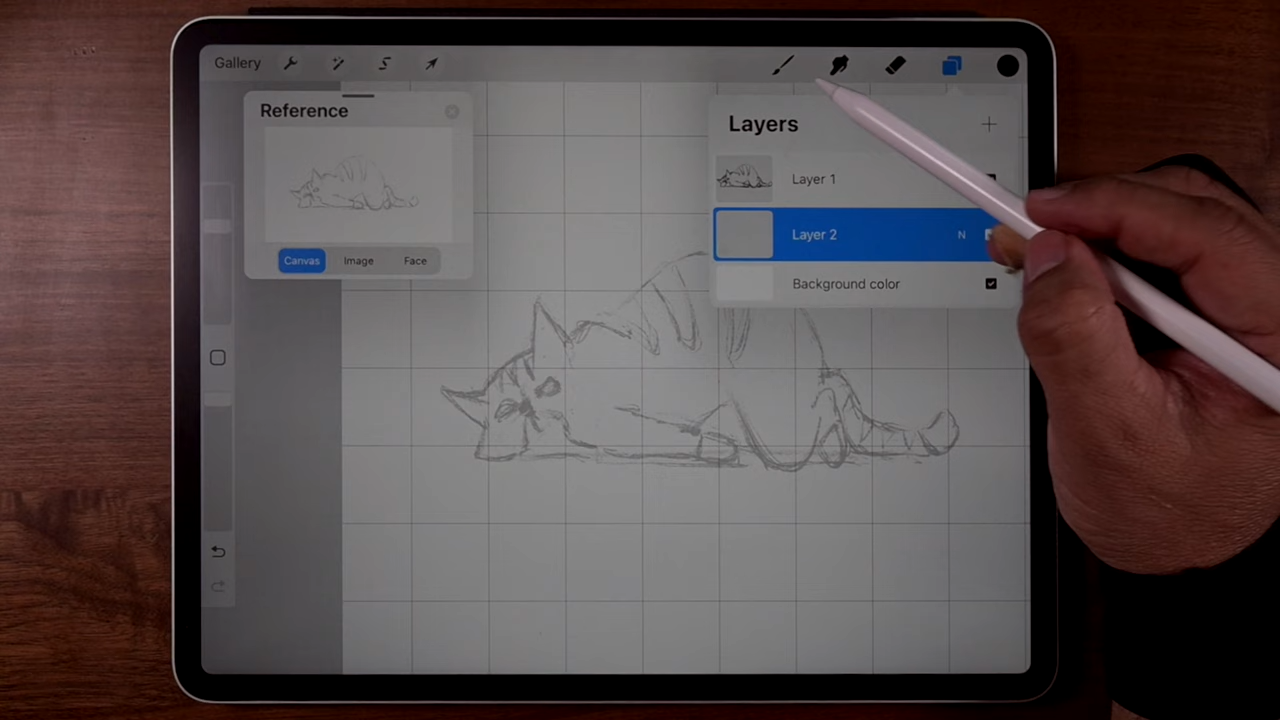 Gallery
Reference
Canvas Image Face
Layers
Layer 1
Layer 2 N
Background color